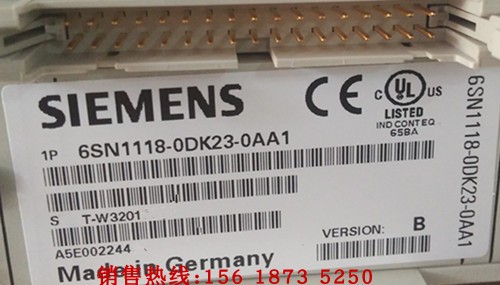 SIEMENS
1P 6SN1118-0DK23-0AA1
S T-W3201
A5E002244
Made in Germany
VERSION: B
CE
C UL US
LISTED
IND CONT EQ
65BA
6SN1118-0DK23-0AA1
销售热线:156 1873 5250